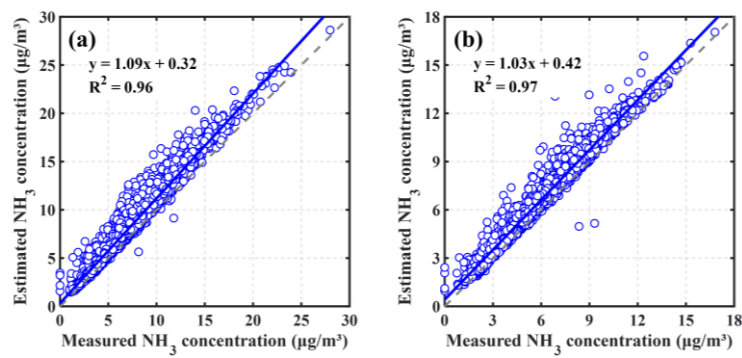 (a)
y = 1.09x + 0.32
R² = 0.96
Estimated NH₃ concentration (µg/m³)
30
25
20
15
10
5
0
0 5 10 15 20 25 30
Measured NH₃ concentration (µg/m³)
(b)
y = 1.03x + 0.42
R² = 0.97
Estimated NH₃ concentration (µg/m³)
18
15
12
9
6
3
0
0 3 6 9 12 15 18
Measured NH₃ concentration (µg/m³)